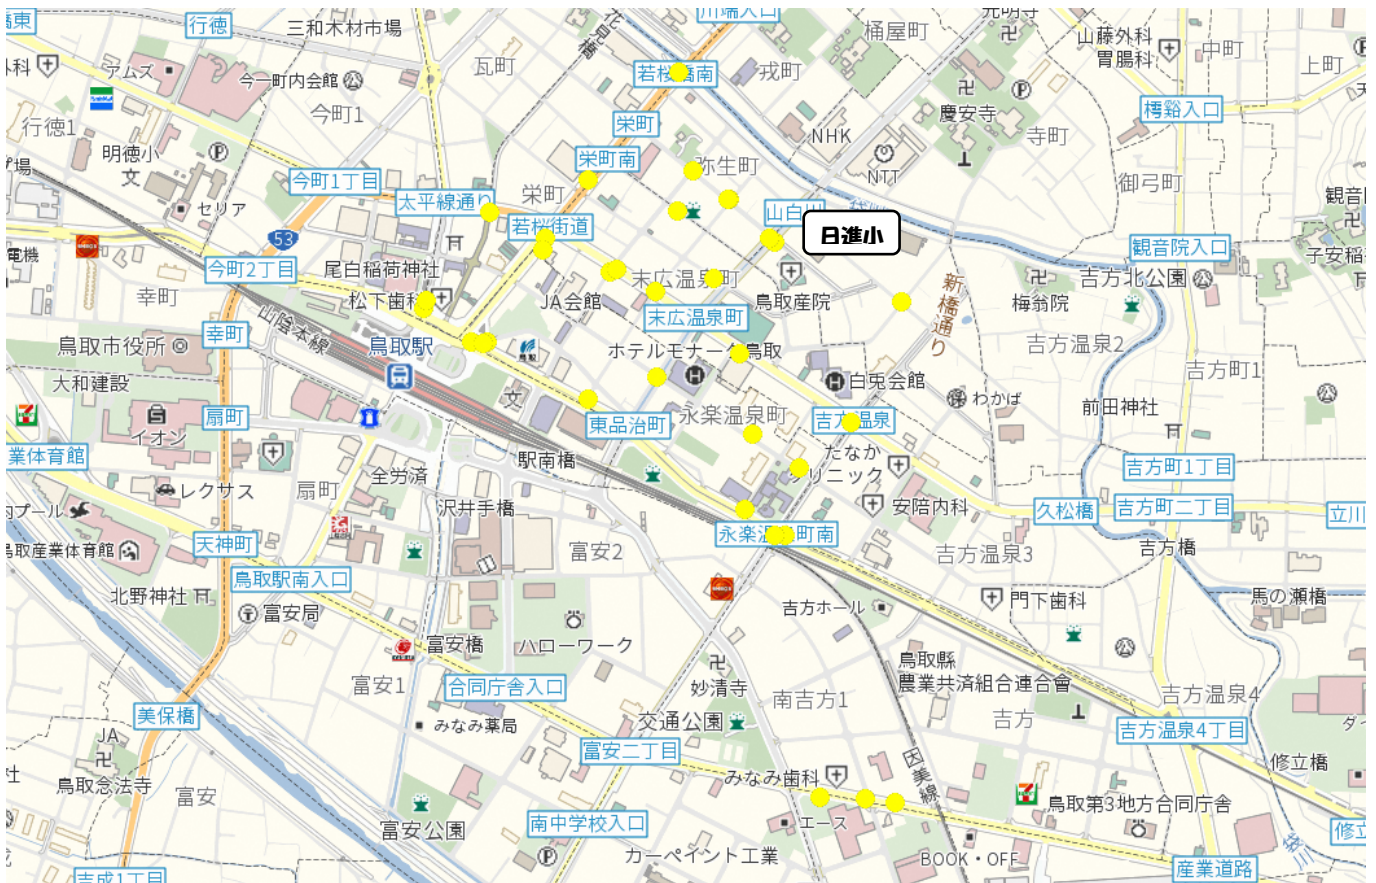 橋東
行徳
三和木材市場
花見橋
川端入口
桶屋町
光明寺
山藤外科
胃腸科
中町
上町
外科
アムズ
今一町内会館
瓦町
若桜橋南
戎町
慶安寺
樗谿入口
行徳1
今町1
栄町
NHK
寺町
明徳小
文
栄町南
弥生町
NTT
御弓町
今町1丁目
栄町
セリア
太平線通り
若桜街道
山白川
日進小
観音院入口
電機
53
今町2丁目
尾白稲荷神社
末広温泉町
鳥取産院
新橋通り
梅翁院
吉方北公園
幸町
松下歯科
JA会館
末広温泉町
幸町
山陰本線
鳥取駅
鳥取市役所
ホテルモナーク鳥取
吉方温泉2
吉方町1
大和建設
文
白兎会館
わかば
前田神社
扇町
イオン
東品治町
永楽温泉町
吉方温泉
業体育館
駅南橋
たなか
クリニック
吉方町1丁目
全労済
レクサス
扇町
沢井手橋
安陪内科
久松橋
吉方町二丁目
立川
内プール
天神町
永楽温泉町南
鳥取産業体育館
富安2
吉方温泉3
吉方橋
鳥取駅南入口
北野神社
富安局
吉方ホール
門下歯科
馬の瀬橋
富安橋
ハローワーク
鳥取縣
農業共済組合連合會
富安1
合同庁舎入口
妙清寺
南吉方1
吉方
吉方温泉4
美保橋
みなみ薬局
交通公園
吉方温泉4丁目
JA
富安二丁目
因美線
修立橋
鳥取念法寺
富安
みなみ歯科
鳥取第3地方合同庁舎
富安公園
南中学校入口
エース
袋川
カーペイント工業
BOOK・OFF
産業道路
吉成1丁目